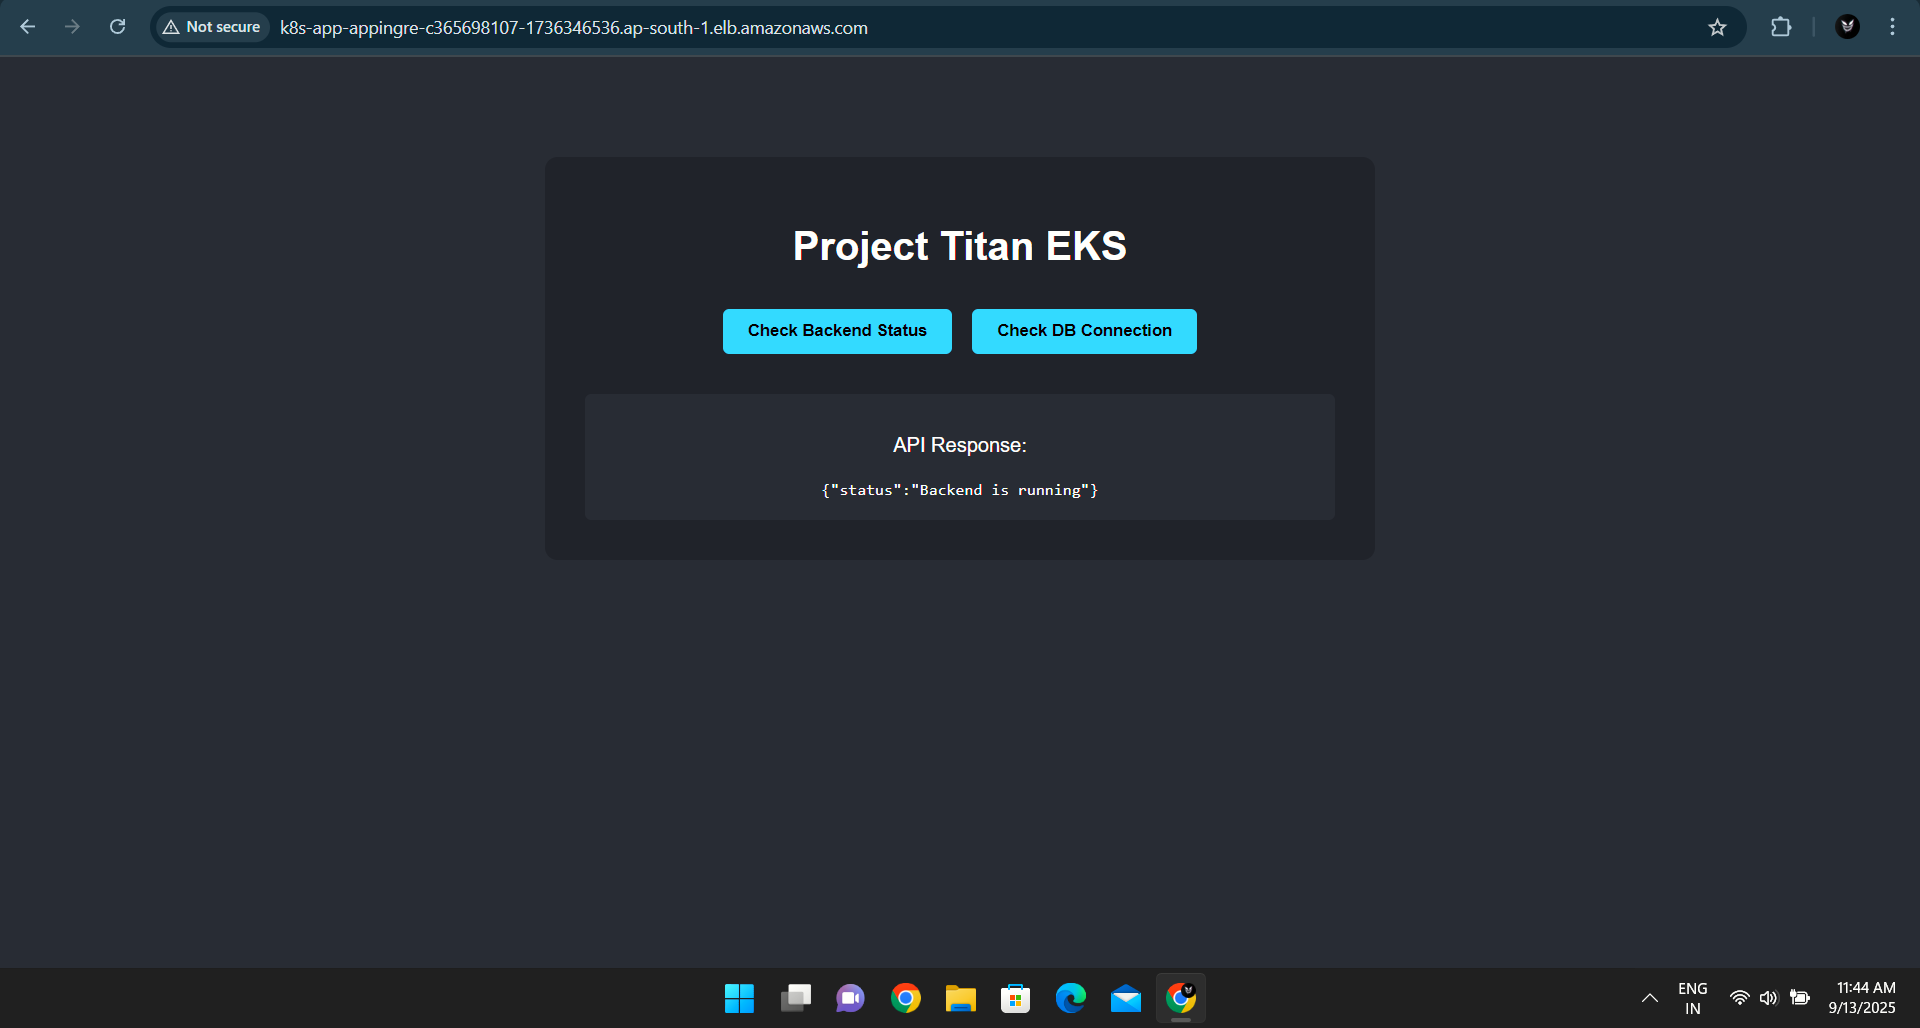 Not secure
k8s-app-appingre-c365698107-1736346536.ap-south-1.elb.amazonaws.com
Project Titan EKS
Check Backend Status
Check DB Connection
API Response:
{"status":"Backend is running"}
ENG
IN
11:44 AM
9/13/2025